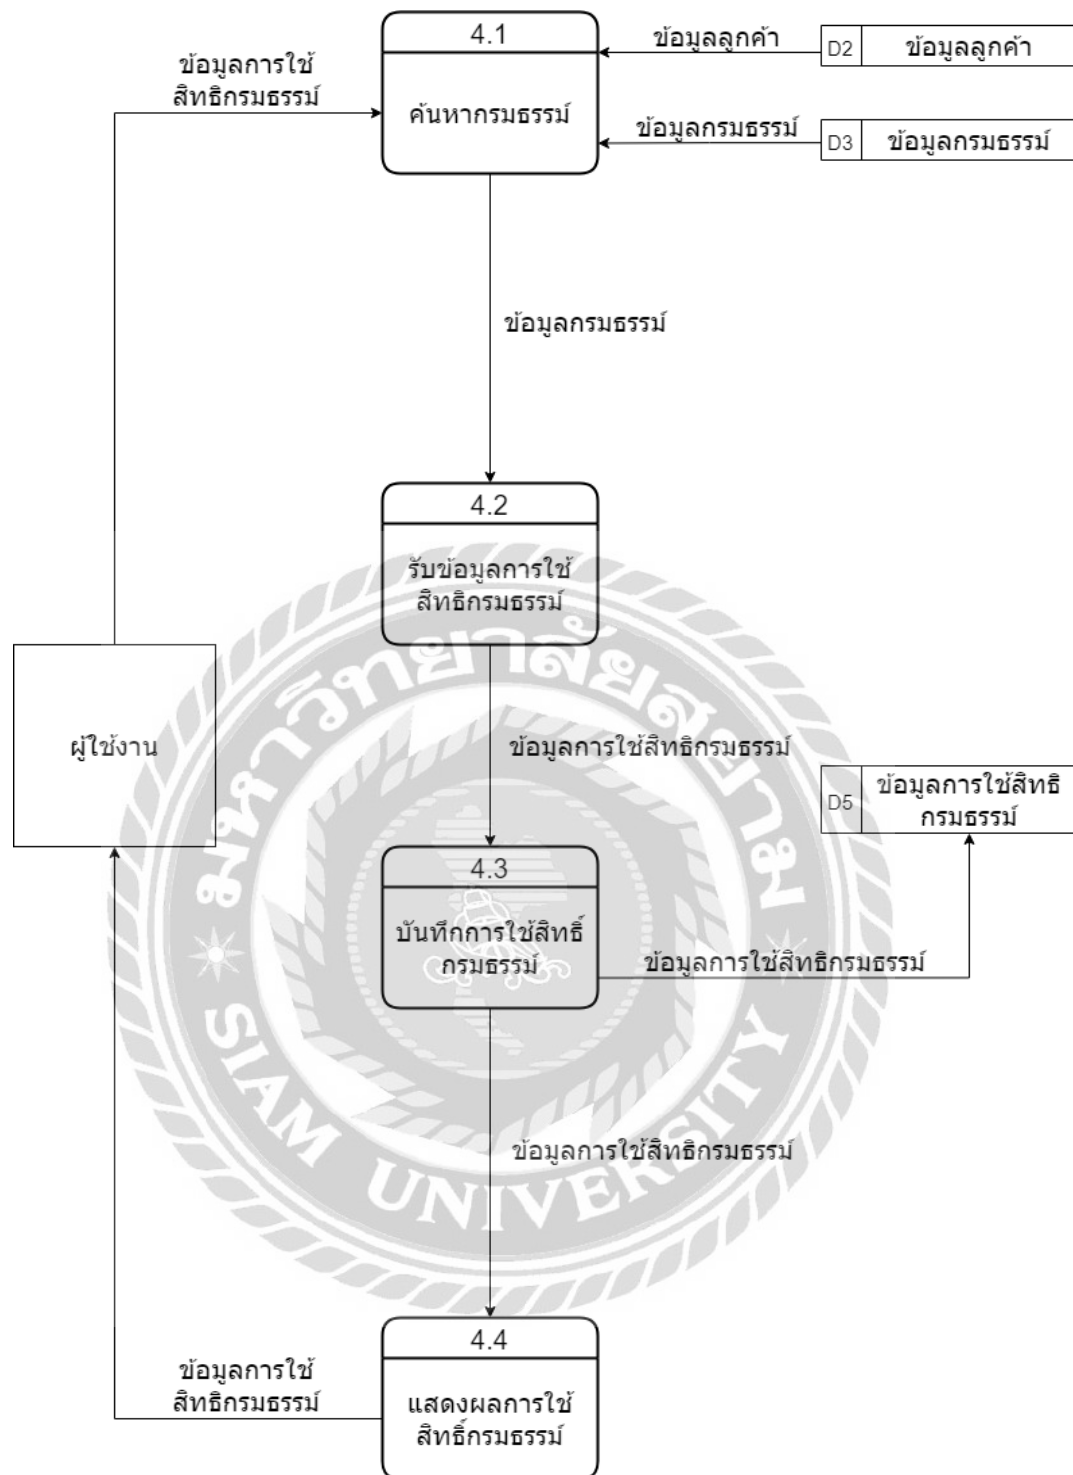 4.1
ค้นหากรมธรรม์
ข้อมูลลูกค้า
D2
ข้อมูลลูกค้า
ข้อมูลการใช้
สิทธิกรมธรรม์
ข้อมูลกรมธรรม์
D3
ข้อมูลกรมธรรม์
ข้อมูลกรมธรรม์
4.2
รับข้อมูลการใช้
สิทธิกรมธรรม์
มหาวิทยาลัยสยาม
ผู้ใช้งาน
ข้อมูลการใช้สิทธิกรมธรรม์
D5
ข้อมูลการใช้สิทธิ
กรมธรรม์
4.3
บันทึกการใช้สิทธิ์
กรมธรรม์
ข้อมูลการใช้สิทธิกรมธรรม์
ข้อมูลการใช้สิทธิกรมธรรม์
SIAM UNIVERSITY
4.4
แสดงผลการใช้
สิทธิ์กรมธรรม์
ข้อมูลการใช้
สิทธิกรมธรรม์